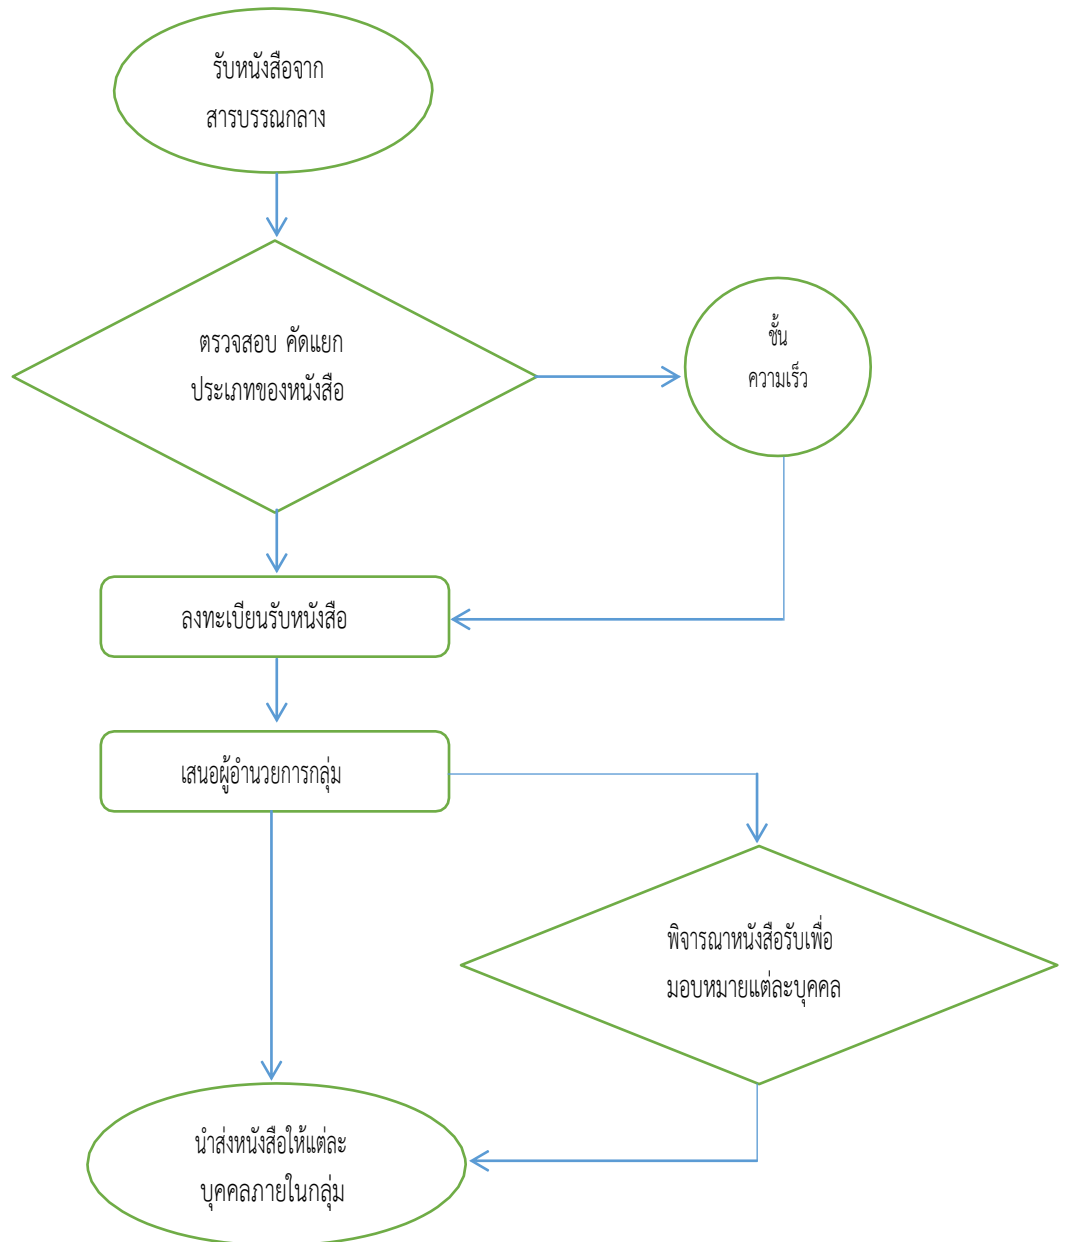 รับหนังสือจาก
สารบรรณกลาง
ตรวจสอบ คัดแยก
ประเภทของหนังสือ
ชั้น
ความเร็ว
ลงทะเบียนรับหนังสือ
เสนอผู้อำนวยการกลุ่ม
พิจารณาหนังสือรับเพื่อ
มอบหมายแต่ละบุคคล
นำส่งหนังสือให้แต่ละ
บุคคลภายในกลุ่ม